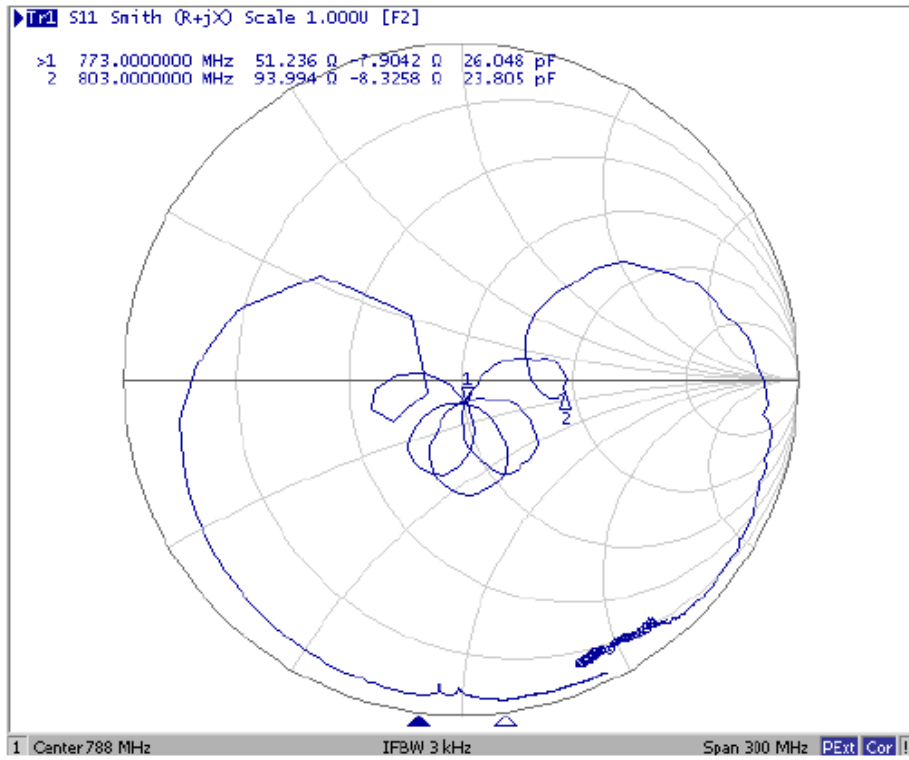 Tr1 S11 Smith (R+jX) Scale 1.000U [F2]
>1 773.0000000 MHz 51.236 Ω -7.9042 Ω 26.048 pF
2 803.0000000 MHz 93.994 Ω -8.3258 Ω 23.805 pF
1
2
1 Center 788 MHz IFBW 3 kHz Span 300 MHz PExt Cor !